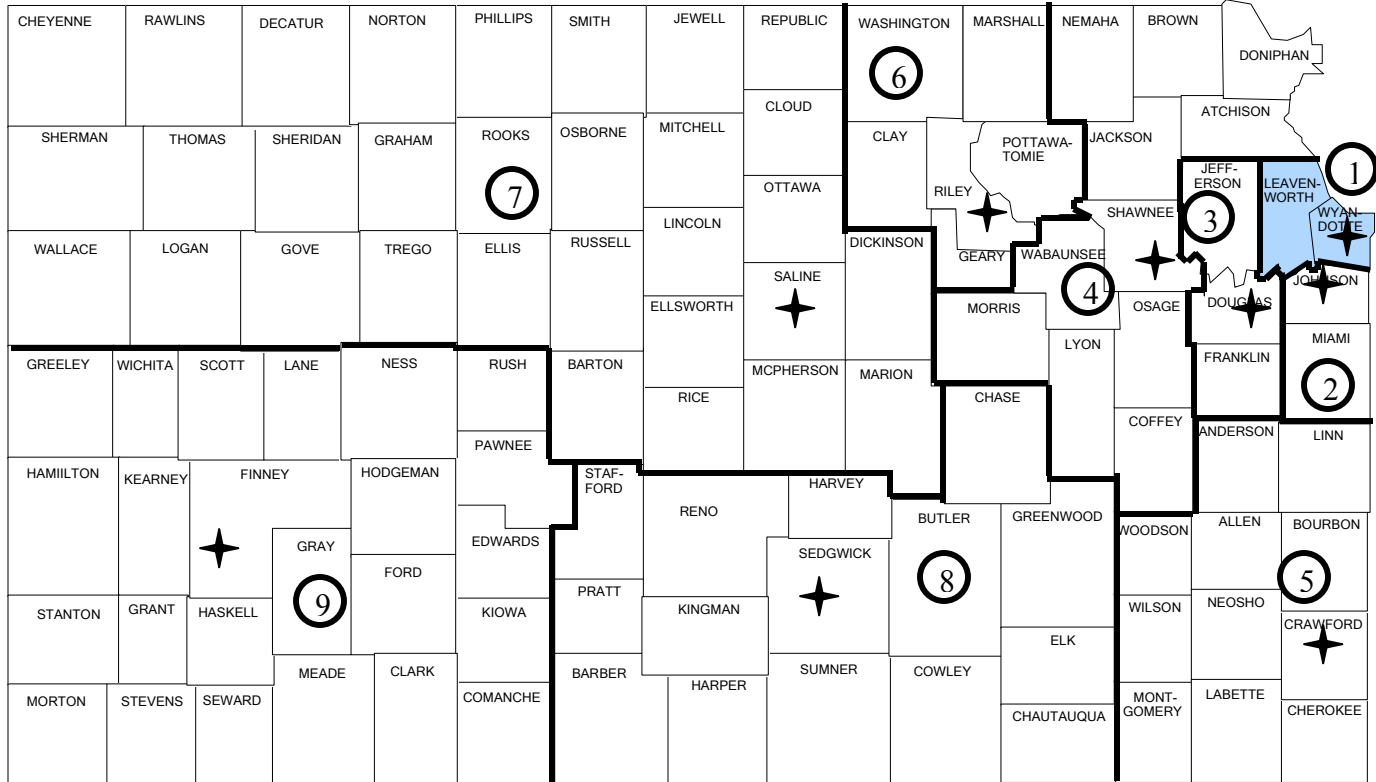 CHEYENNE
RAWLINS
DECATUR
NORTON
PHILLIPS
SMITH
JEWELL
REPUBLIC
WASHINGTON
MARSHALL
NEMAHA
BROWN
DONIPHAN
6
CLOUD
ATCHISON
SHERMAN
THOMAS
SHERIDAN
GRAHAM
ROOKS
OSBORNE
MITCHELL
CLAY
POTTAWA-
TOMIE
JACKSON
1
7
OTTAWA
RILEY
JEFF-
ERSON
LEAVEN-
WORTH
3
SHAWNEE
WYAN-
DOTTE
WALLACE
LOGAN
GOVE
TREGO
ELLIS
RUSSELL
LINCOLN
DICKINSON
GEARY
WABAUNSEE
SALINE
4
JOHNSON
ELLSWORTH
MORRIS
OSAGE
DOUGLAS
GREELEY
WICHITA
SCOTT
LANE
NESS
RUSH
BARTON
MCPHERSON
MARION
LYON
FRANKLIN
MIAMI
2
RICE
CHASE
COFFEY
ANDERSON
LINN
PAWNEE
HAMIILTON
KEARNEY
FINNEY
HODGEMAN
STAF-
FORD
HARVEY
RENO
BUTLER
GREENWOOD
WOODSON
ALLEN
BOURBON
GRAY
EDWARDS
SEDGWICK
8
5
FORD
9
PRATT
STANTON
GRANT
HASKELL
KIOWA
KINGMAN
WILSON
NEOSHO
CRAWFORD
ELK
MEADE
CLARK
BARBER
HARPER
SUMNER
COWLEY
MORTON
STEVENS
SEWARD
COMANCHE
CHAUTAUQUA
MONT-
GOMERY
LABETTE
CHEROKEE